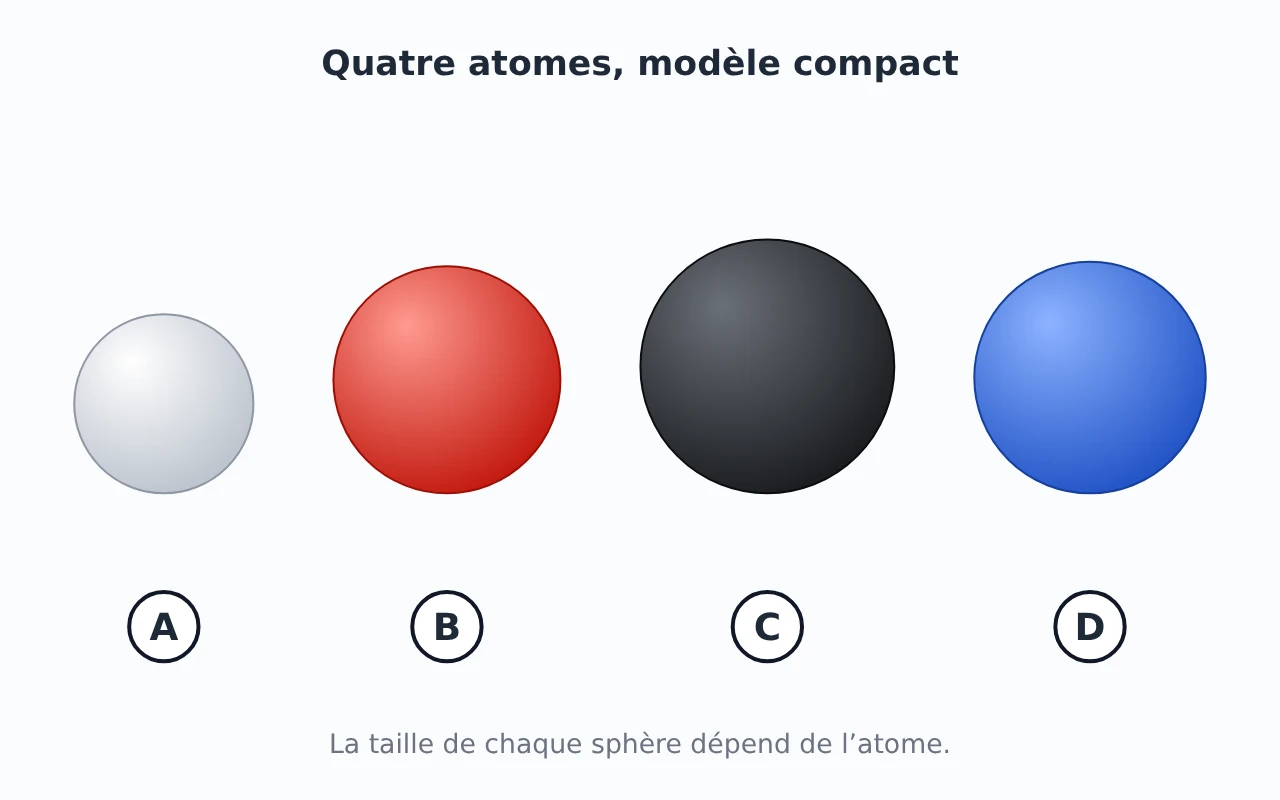 Quatre atomes, modèle compact
A
B
C
D
La taille de chaque sphère dépend de l’atome.